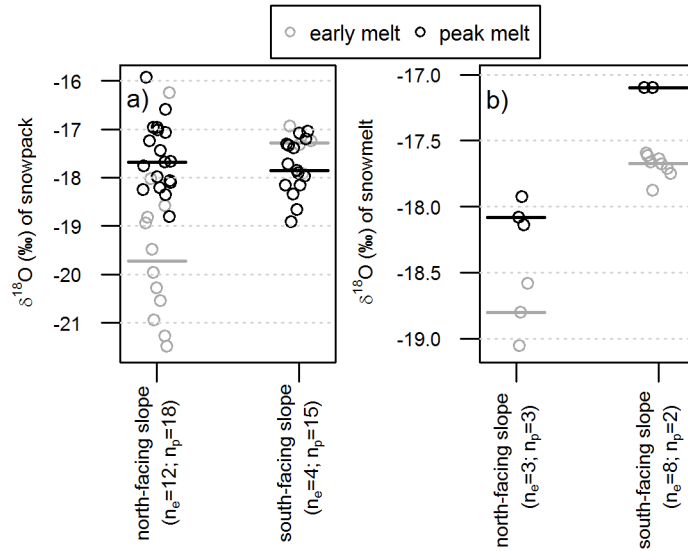 early melt peak melt
a)
δ¹⁸O (‰) of snowpack
-16
-17
-18
-19
-20
-21
north-facing slope
(nₑ=12; nₚ=18)
south-facing slope
(nₑ=4; nₚ=15)
b)
δ¹⁸O (‰) of snowmelt
-17.0
-17.5
-18.0
-18.5
-19.0
north-facing slope
(nₑ=3; nₚ=3)
south-facing slope
(nₑ=8; nₚ=2)